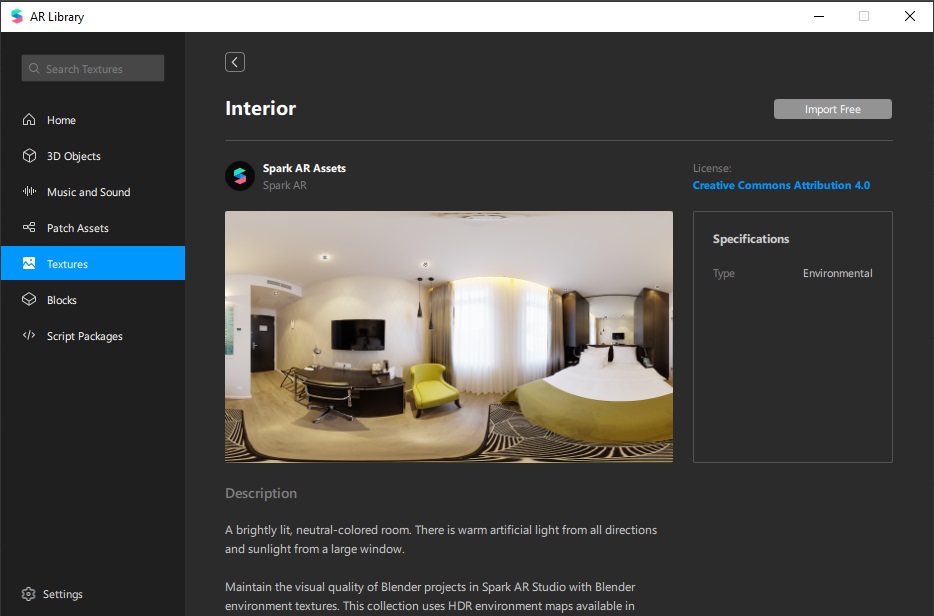 AR Library
Search Textures
Home
3D Objects
Music and Sound
Patch Assets
Textures
Blocks
Script Packages
Settings
Interior
Import Free
Spark AR Assets
Spark AR
License:
Creative Commons Attribution 4.0
Specifications
Type Environmental
Description
A brightly lit, neutral-colored room. There is warm artificial light from all directions
and sunlight from a large window.
Maintain the visual quality of Blender projects in Spark AR Studio with Blender
environment textures. This collection uses HDR environment maps available in